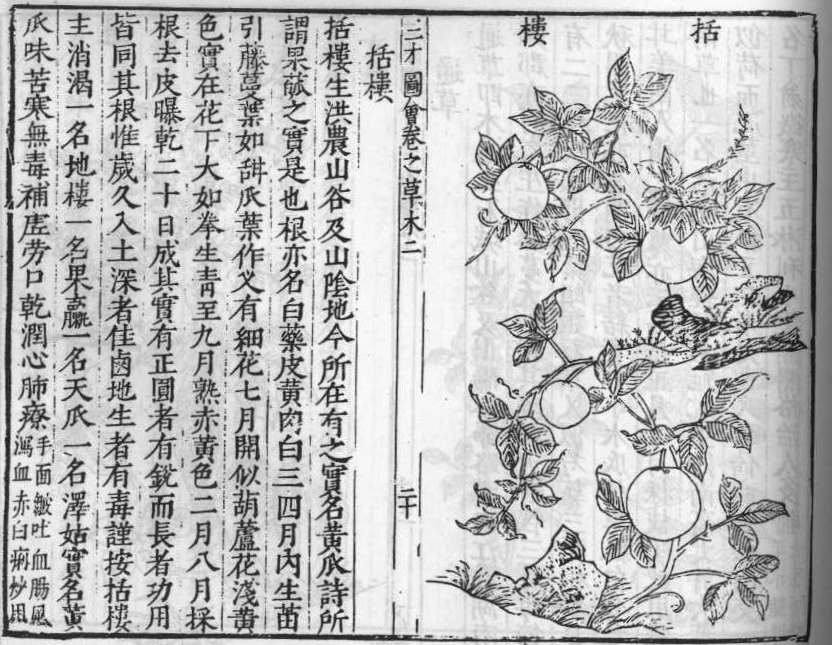 括樓
三才圖會卷之草木二
二十
括樓
括樓生洪農山谷及山陰地今所在有之實名黃瓜詩所
謂果蓏之實是也根亦名白藥皮黃肉白三四月內生苗
引藤蔓葉如甜瓜葉作叉有細花七月開似葫蘆花淺黃
色實在花下大如拳生青至九月熟赤黃色二月八月採
根去皮曝乾二十日成其實有正圓者有銳而長者功用
皆同其根惟歲久入土深者佳鹵地生者有毒謹按括樓
主消渴一名地樓一名果臝一名天瓜一名澤姑實名黃
瓜味苦寒無毒補虛勞口乾潤心肺療手面皺吐血腸風
瀉血赤白痢炒用